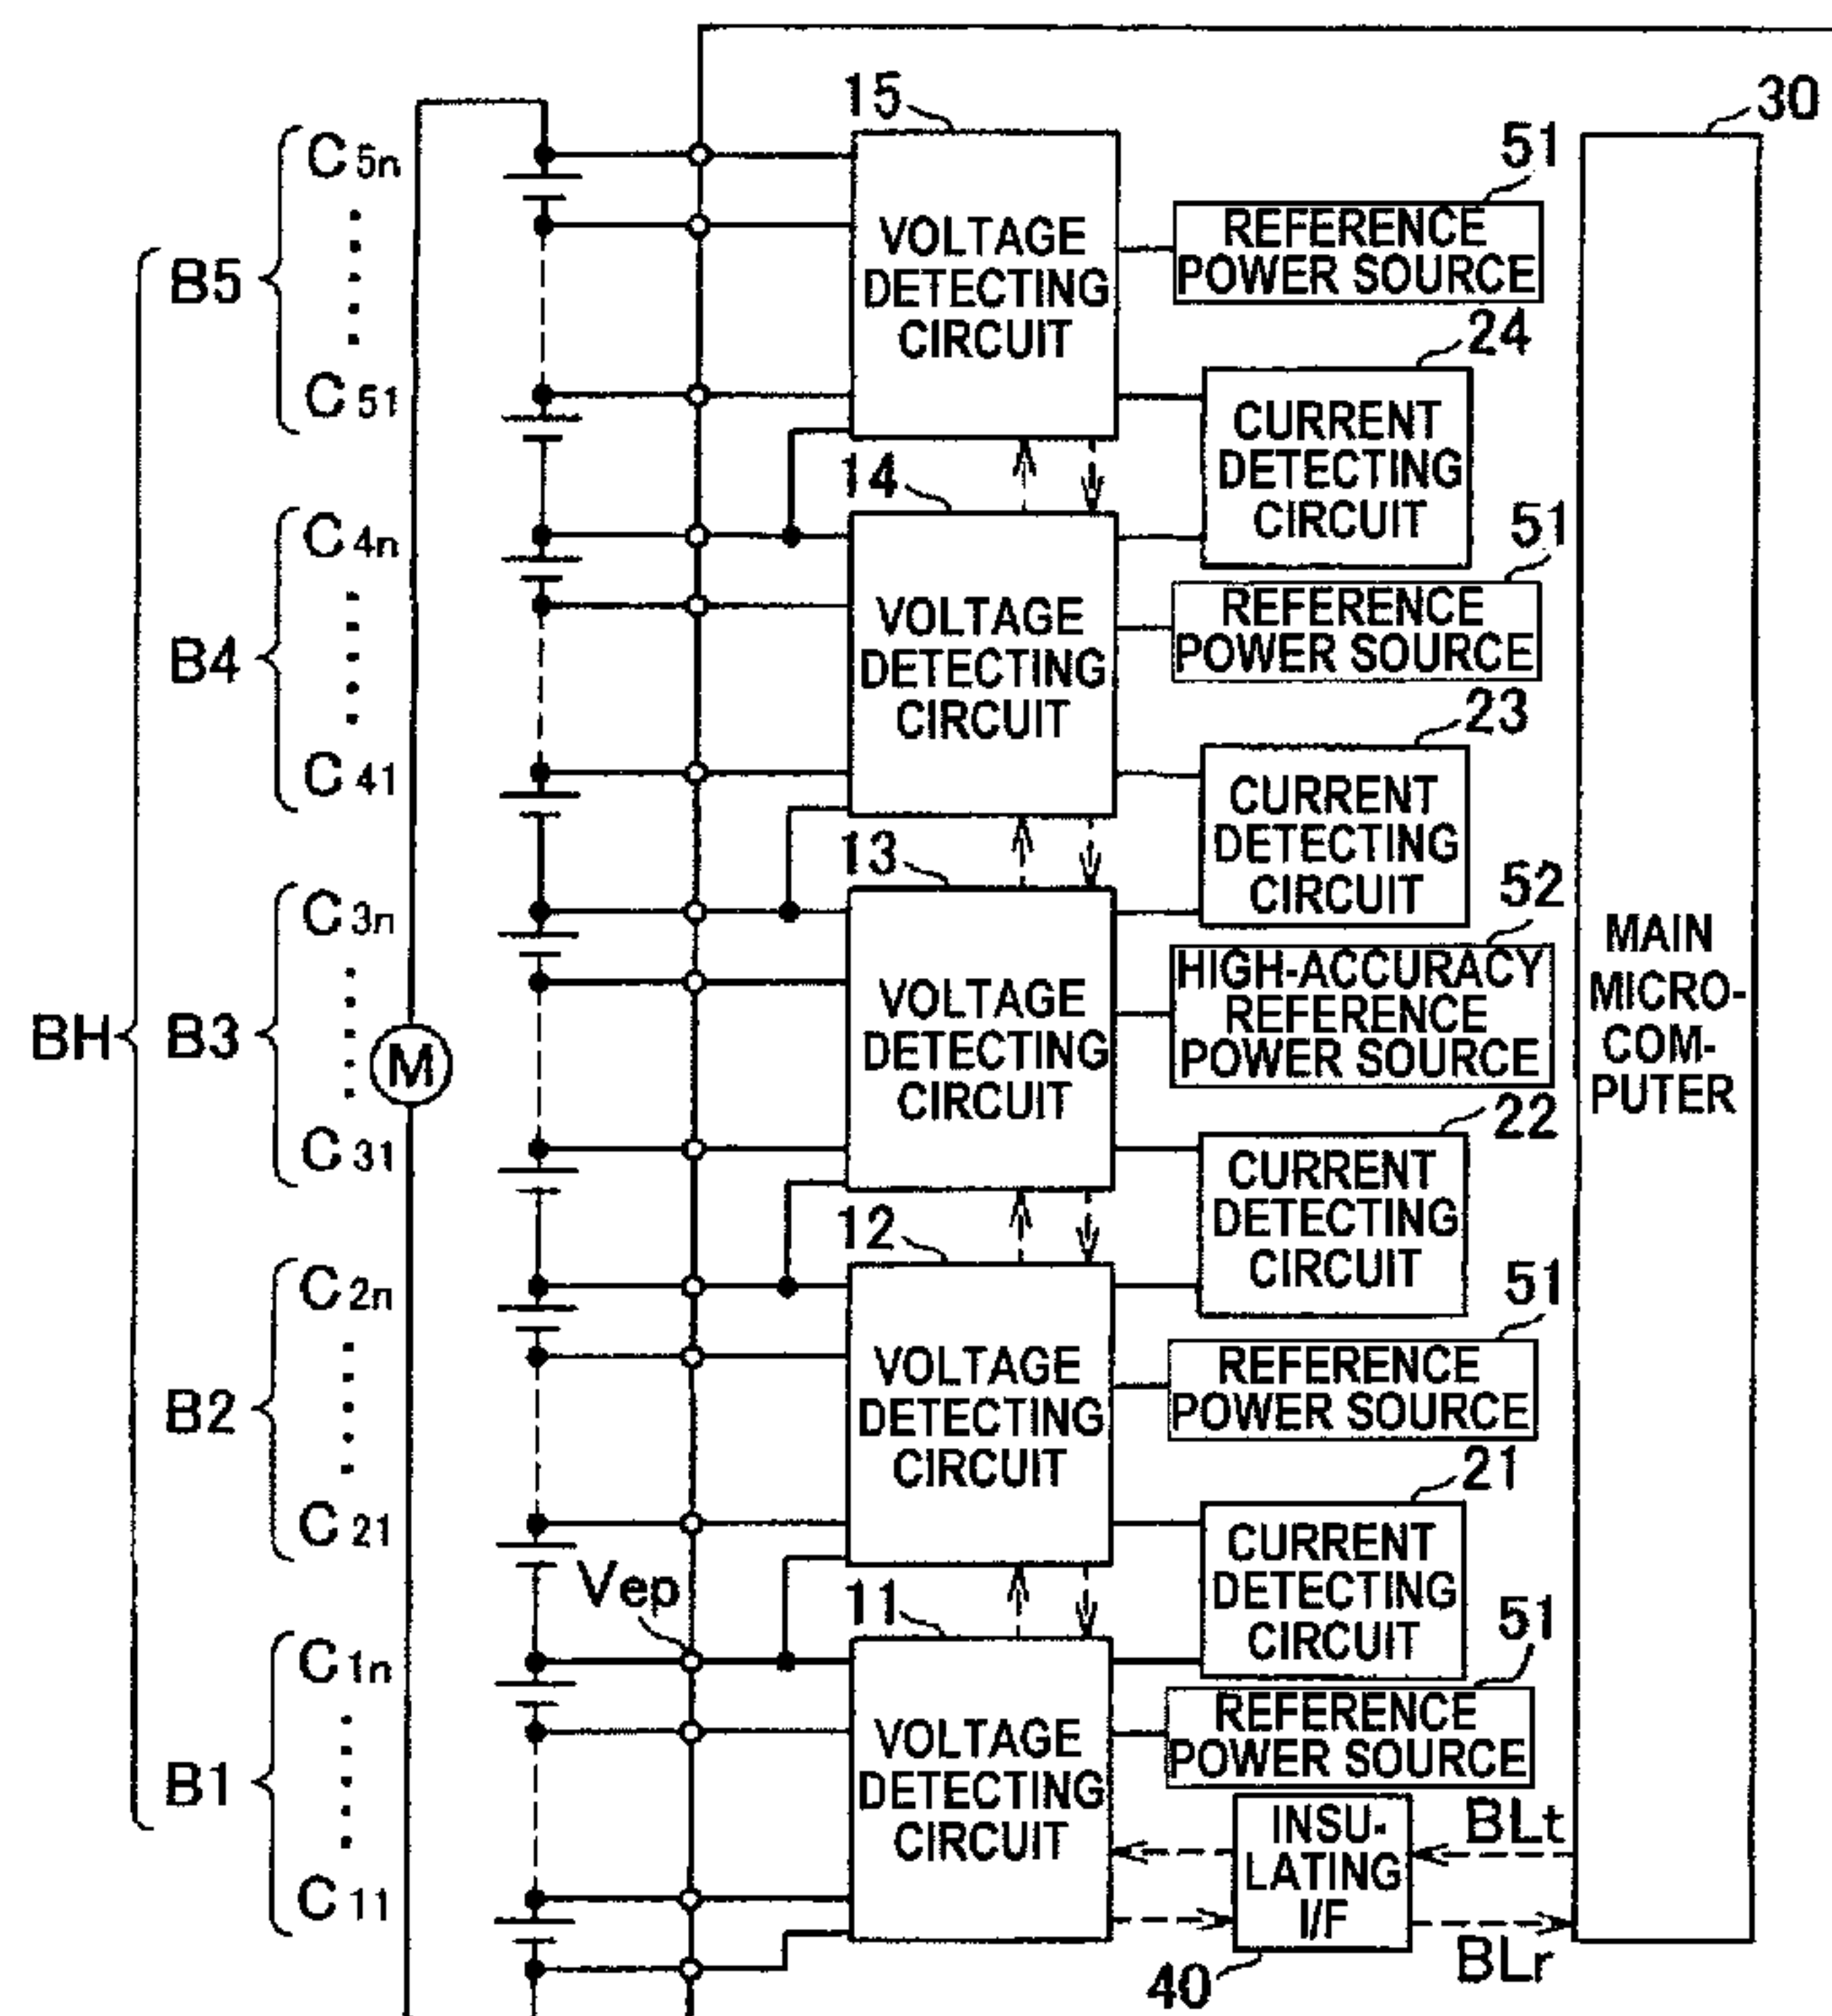 15
30
C5n
51
VOLTAGE
DETECTING
CIRCUIT
REFERENCE
POWER SOURCE
B5
24
C51
CURRENT
DETECTING
CIRCUIT
14
C4n
51
VOLTAGE
DETECTING
CIRCUIT
REFERENCE
POWER SOURCE
B4
23
C41
CURRENT
DETECTING
CIRCUIT
13
52
C3n
MAIN
MICRO-
COM-
PUTER
HIGH-ACCURACY
REFERENCE
POWER SOURCE
VOLTAGE
DETECTING
CIRCUIT
BH
B3
M
22
C31
CURRENT
DETECTING
CIRCUIT
12
C2n
51
VOLTAGE
DETECTING
CIRCUIT
REFERENCE
POWER SOURCE
B2
21
C21
CURRENT
DETECTING
CIRCUIT
Vep
11
51
C1n
REFERENCE
POWER SOURCE
VOLTAGE
DETECTING
CIRCUIT
B1
INSU-
LATING
I/F
BLt
C11
BLr
40